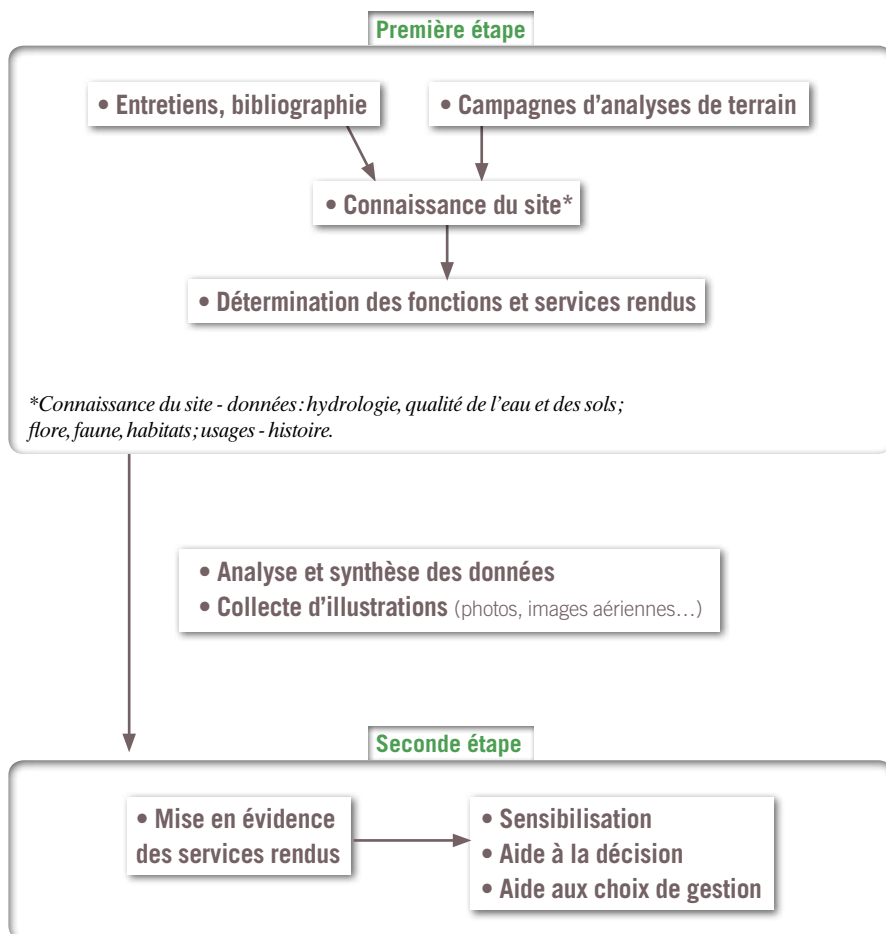 Première étape
• Entretiens, bibliographie
• Campagnes d’analyses de terrain
• Connaissance du site*
• Détermination des fonctions et services rendus
*Connaissance du site - données : hydrologie, qualité de l’eau et des sols ;
flore, faune, habitats ; usages - histoire.
• Analyse et synthèse des données
• Collecte d’illustrations (photos, images aériennes…)
Seconde étape
• Mise en évidence
des services rendus
• Sensibilisation
• Aide à la décision
• Aide aux choix de gestion